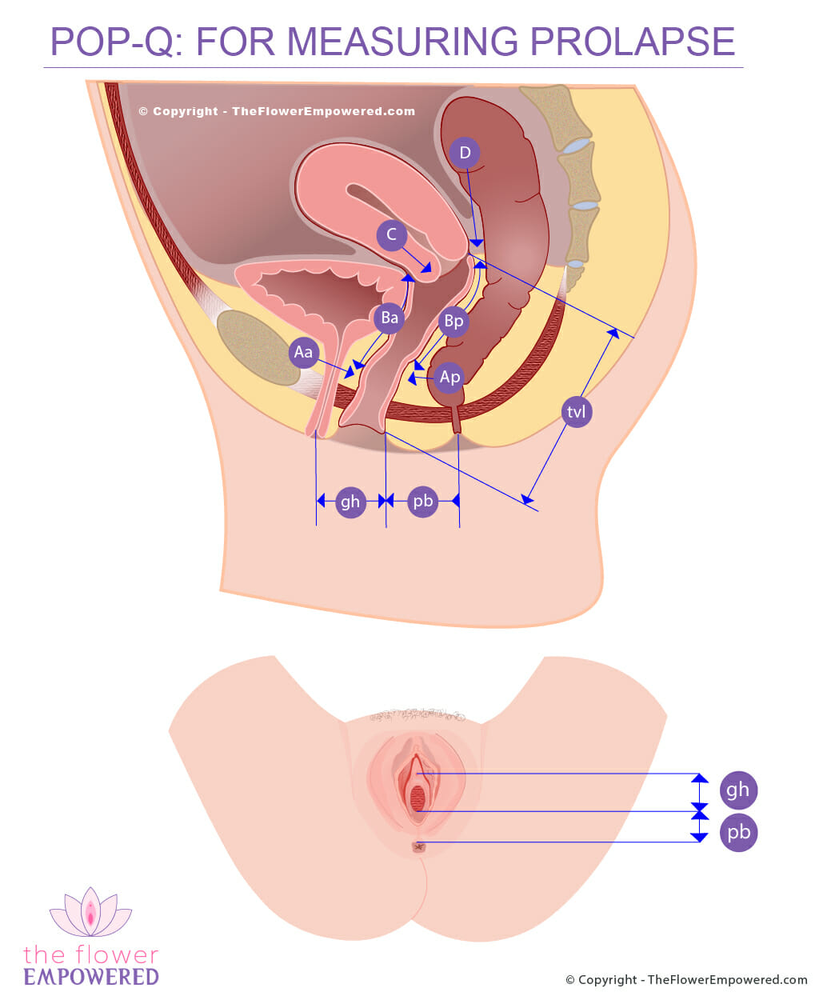 POP-Q: FOR MEASURING PROLAPSE
© Copyright - TheFlowerEmpowered.com
D
C
Ba
Bp
Aa
Ap
tvl
gh
pb
gh
pb
the flower
EMPOWERED
© Copyright - TheFlowerEmpowered.com